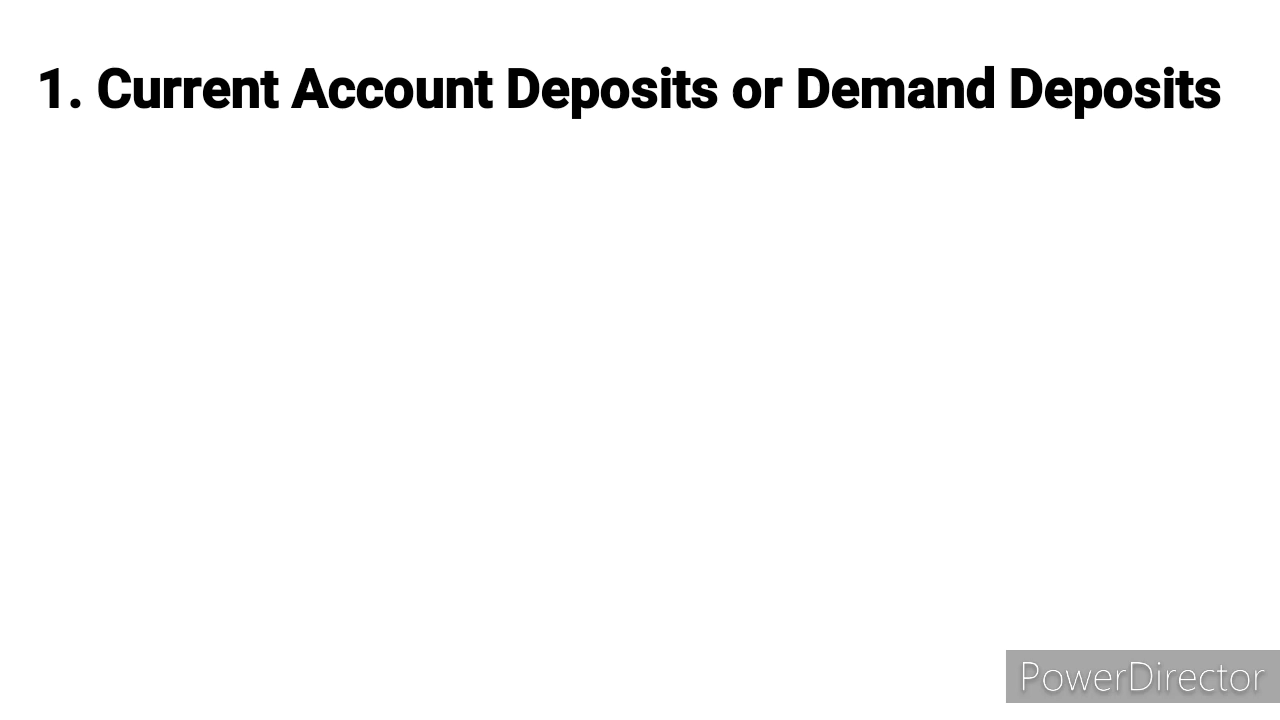 1. Current Account Deposits or Demand Deposits
PowerDirector